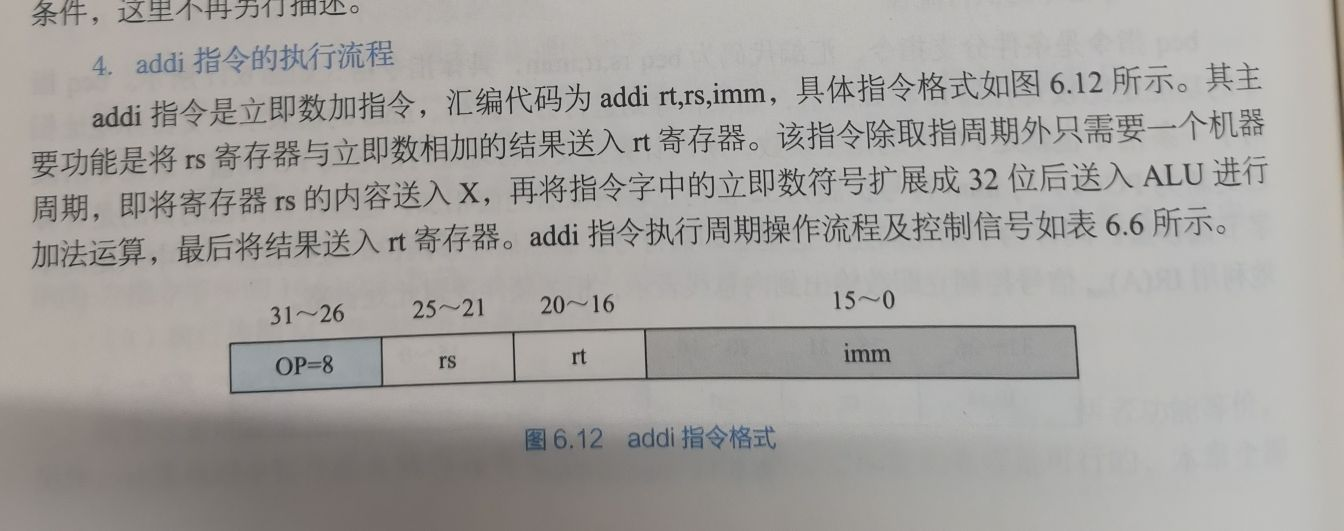 条件，这里不再另行描述。
4. addi 指令的执行流程
addi 指令是立即数加指令，汇编代码为 addi rt,rs,imm，具体指令格式如图 6.12 所示。其主
要功能是将 rs 寄存器与立即数相加的结果送入 rt 寄存器。该指令除取指周期外只需要一个机器
周期，即将寄存器 rs 的内容送入 X，再将指令字中的立即数符号扩展成 32 位后送入 ALU 进行
加法运算，最后将结果送入 rt 寄存器。addi 指令执行周期操作流程及控制信号如表 6.6 所示。
31～26 25～21 20～16 15～0
OP=8 rs rt imm
图 6.12 addi 指令格式